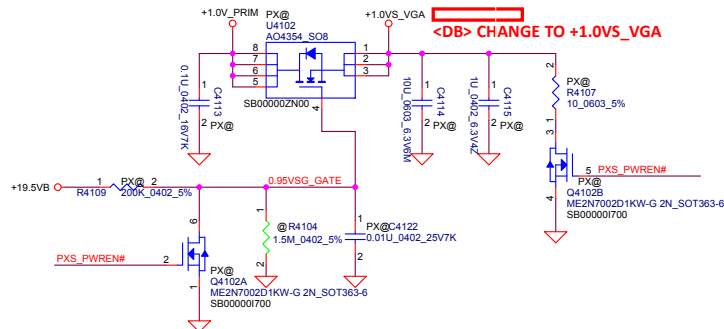 +1.0V_PRIM
PX@
U4102
AO4354_SO8
+1.0VS_VGA
<DB> CHANGE TO +1.0VS_VGA
8
7
6
5
1
2
3
4
SB00000ZN00
0.1U_0402_16V7K
1
2
C4113
PX@
10U_0603_6.3V6M
1
2
C4114
PX@
1U_0402_6.3V4Z
1
2
C4115
PX@
2
PX@
R4107
10_0603_5%
1
3
5
PXS_PWREN#
4
PX@
Q4102B
ME2N7002D1KW-G 2N_SOT363-6
SB00000I700
+19.5VB
1
2
PX@
R4109
200K_0402_5%
0.95VSG_GATE
1
@R4104
1.5M_0402_5%
2
1
PX@C4122
0.01U_0402_25V7K
2
6
PXS_PWREN#
2
1
PX@
Q4102A
ME2N7002D1KW-G 2N_SOT363-6
SB00000I700